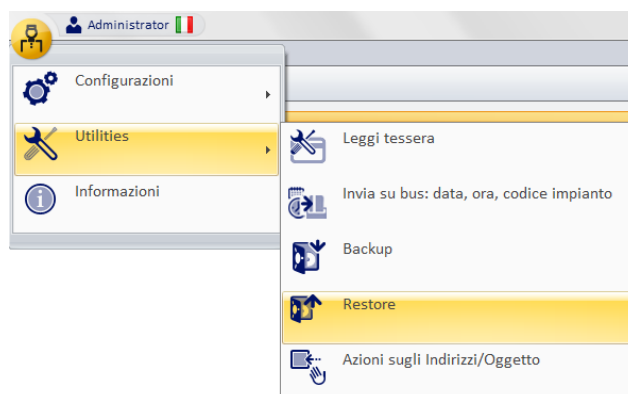 Administrator
Configurazioni
Utilities
Informazioni
Leggi tessera
Invia su bus: data, ora, codice impianto
Backup
Restore
Azioni sugli Indirizzi/Oggetto